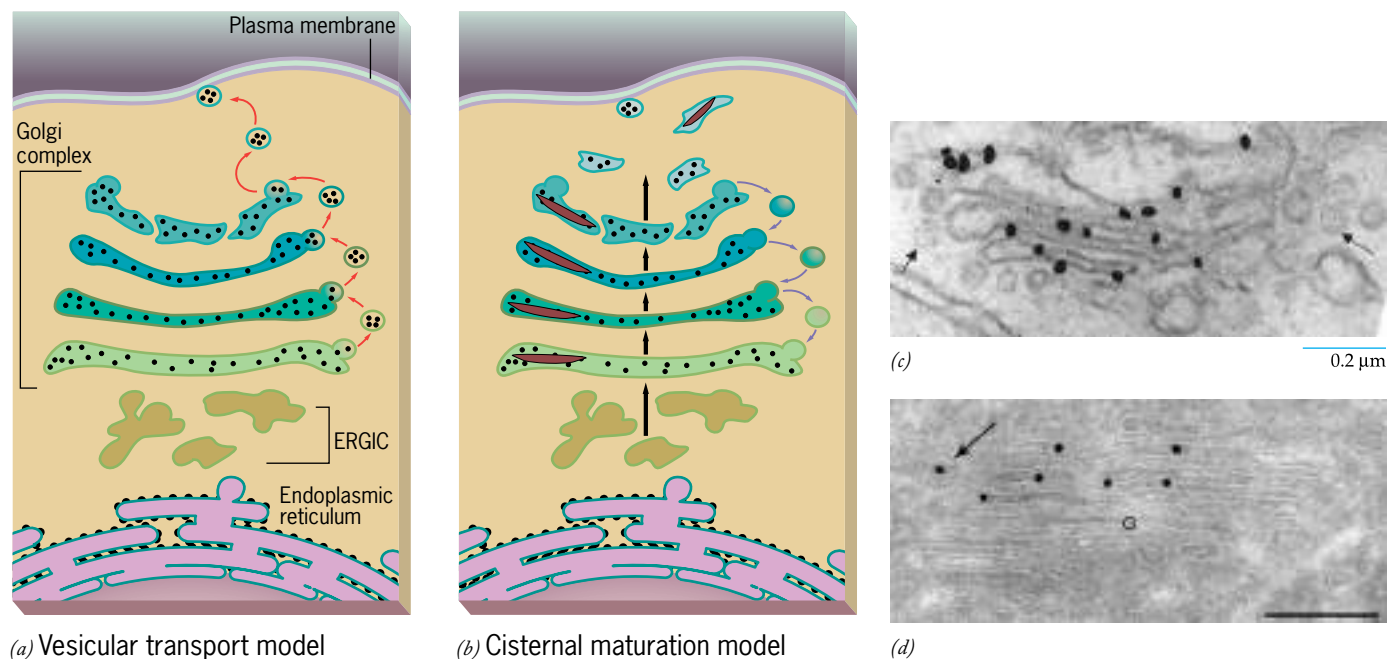 Plasma membrane
Golgi
complex
ERGIC
Endoplasmic
reticulum
(a) Vesicular transport model
(b) Cisternal maturation model
(c)
0.2 µm
G
(d)